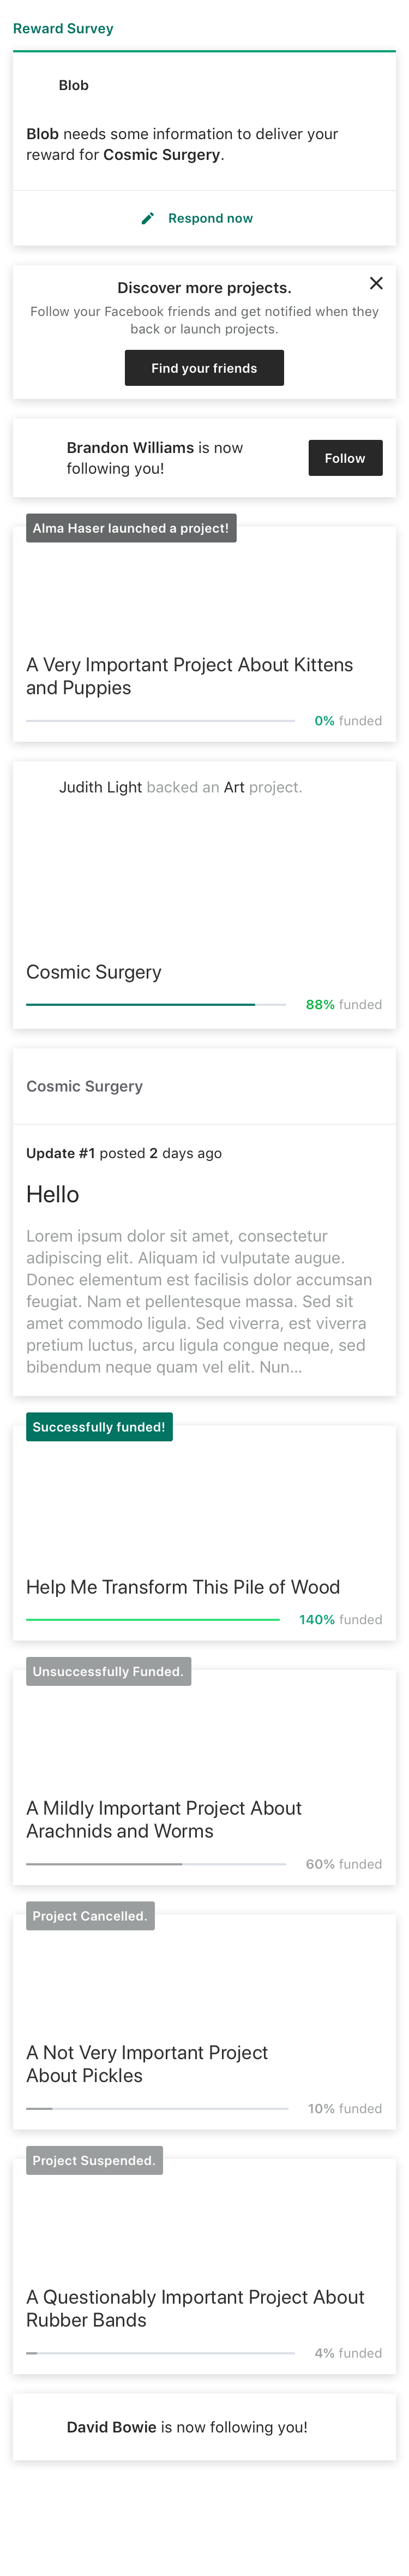 Reward Survey
Blob
Blob needs some information to deliver your
reward for Cosmic Surgery.
Respond now
Discover more projects.
Follow your Facebook friends and get notified when they
back or launch projects.
Find your friends
Brandon Williams is now
following you!
Follow
Alma Haser launched a project!
A Very Important Project About Kittens
and Puppies
0% funded
Judith Light backed an Art project.
Cosmic Surgery
88% funded
Cosmic Surgery
Update #1 posted 2 days ago
Hello
Lorem ipsum dolor sit amet, consectetur
adipiscing elit. Aliquam id vulputate augue.
Donec elementum est facilisis dolor accumsan
feugiat. Nam et pellentesque massa. Sed sit
amet commodo ligula. Sed viverra, est viverra
pretium luctus, arcu ligula congue neque, sed
bibendum neque quam vel elit. Nun...
Successfully funded!
Help Me Transform This Pile of Wood
140% funded
Unsuccessfully Funded.
A Mildly Important Project About
Arachnids and Worms
60% funded
Project Cancelled.
A Not Very Important Project
About Pickles
10% funded
Project Suspended.
A Questionably Important Project About
Rubber Bands
4% funded
David Bowie is now following you!